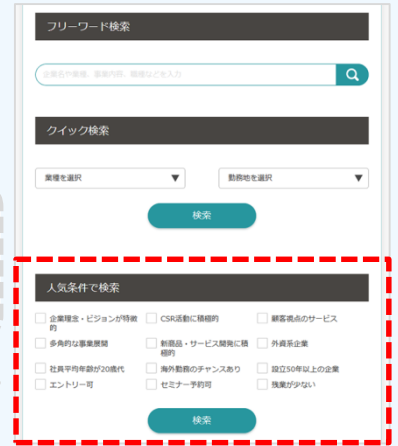 フリーワード検索
企業名や業種、事業内容、職種などを入力
クイック検索
業種を選択 ▼ 勤務地を選択 ▼
検索
人気条件で検索
企業理念・ビジョンが特徴 CSR活動に積極的 顧客視点のサービス
的
多角的な事業展開 新商品・サービス開発に積 外資系企業
極的
社員平均年齢が20歳代 海外勤務のチャンスあり 設立50年以上の企業
エントリー可 セミナー予約可 残業が少ない
検索